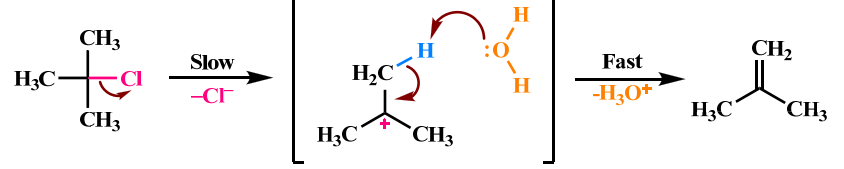 CH₃
H₃C
Cl
CH₃
Slow
–Cl⁻
H
H₂C
H₃C
CH₃
+
H
:O
H
Fast
-H₃O⁺
CH₂
H₃C
CH₃